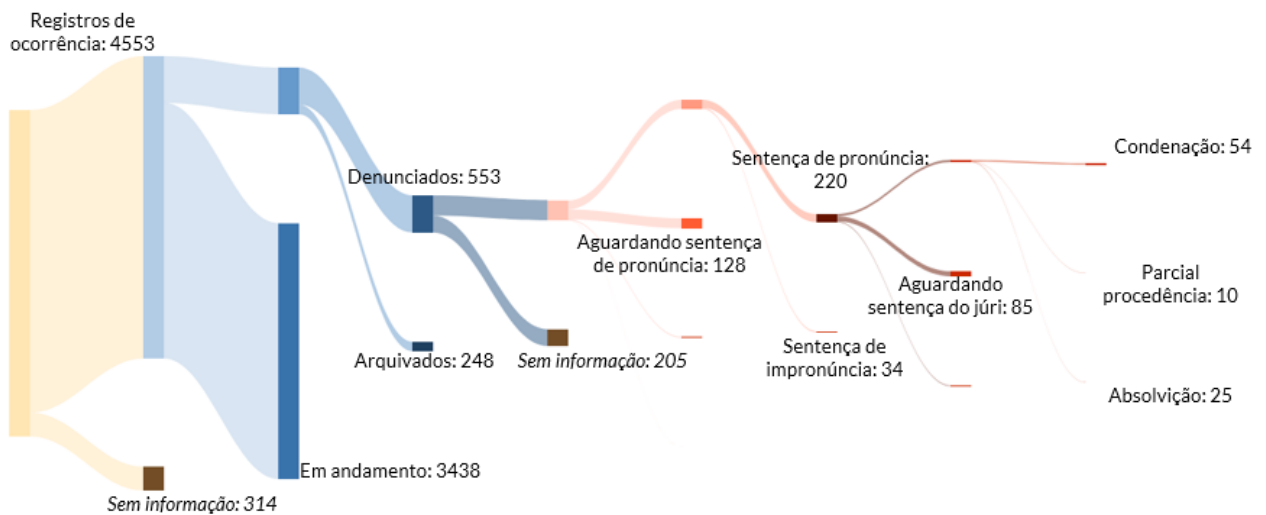 Registros de
ocorrência: 4553
Sem informação: 314
Em andamento: 3438
Denunciados: 553
Arquivados: 248
Sem informação: 205
Aguardando sentença
de pronúncia: 128
Sentença de pronúncia:
220
Sentença de
impronúncia: 34
Aguardando
sentença do júri: 85
Condenação: 54
Parcial
procedência: 10
Absolvição: 25